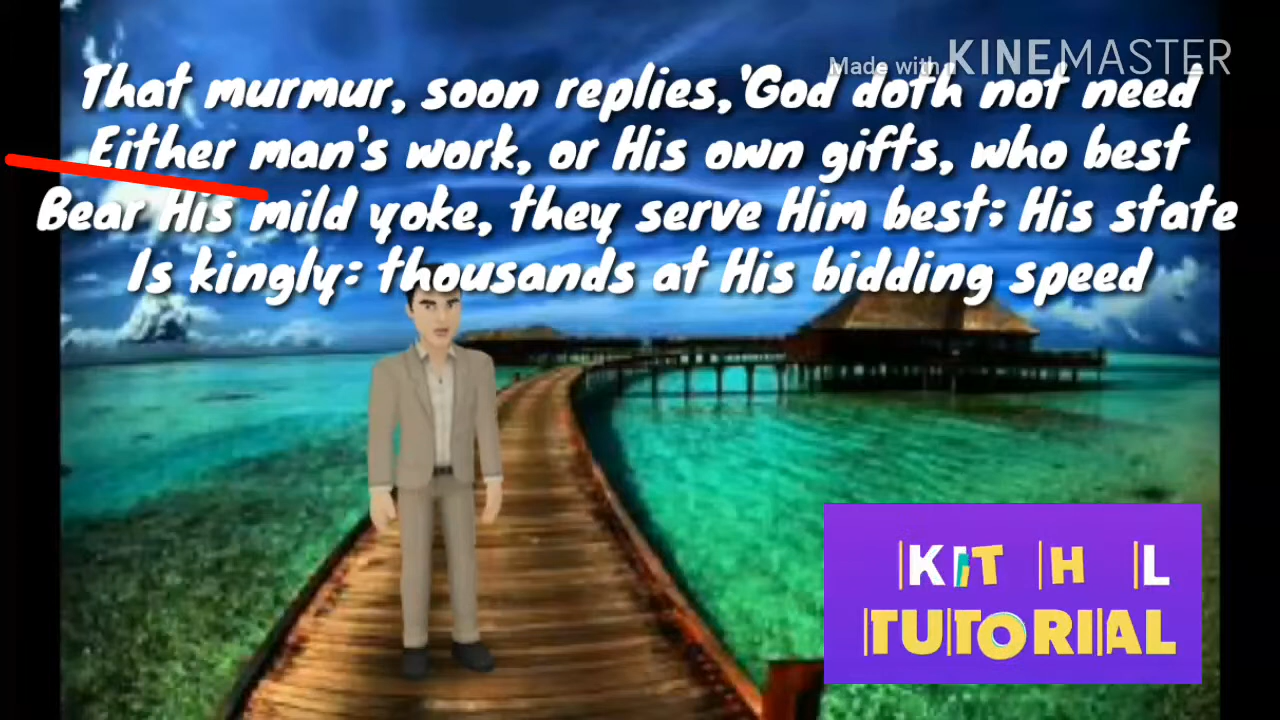 Made with KINEMASTER
That murmur, soon replies,'God doth not need
Either man's work, or His own gifts, who best
Bear His mild yoke, they serve Him best; His state
Is kingly: thousands at His bidding speed
TUTORIAL